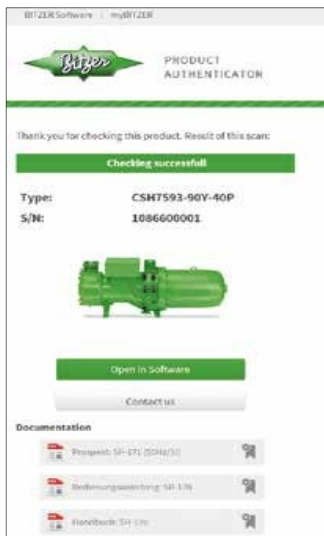 BITZER Software | myBITZER
Bitzer
PRODUCT
AUTHENTICATOR
Thank you for checking this product. Result of this scan:
Checking successfull
Type: CSH7593-90Y-40P
S/N: 1086600001
Open in Software
Contact us
Documentation
Prospekt: SP-171 (50Hz/
Bedienungsanleitung: SB-170
Handbuch: SH-170